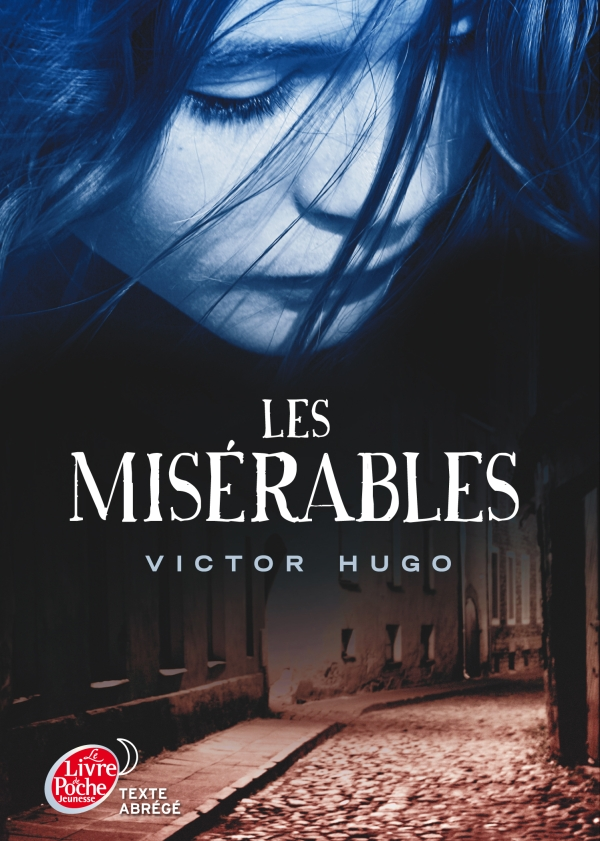 LES
MISÉRABLES
VICTOR HUGO
Le
Livre
de
Poche
Jeunesse
TEXTE
ABRÉGÉ